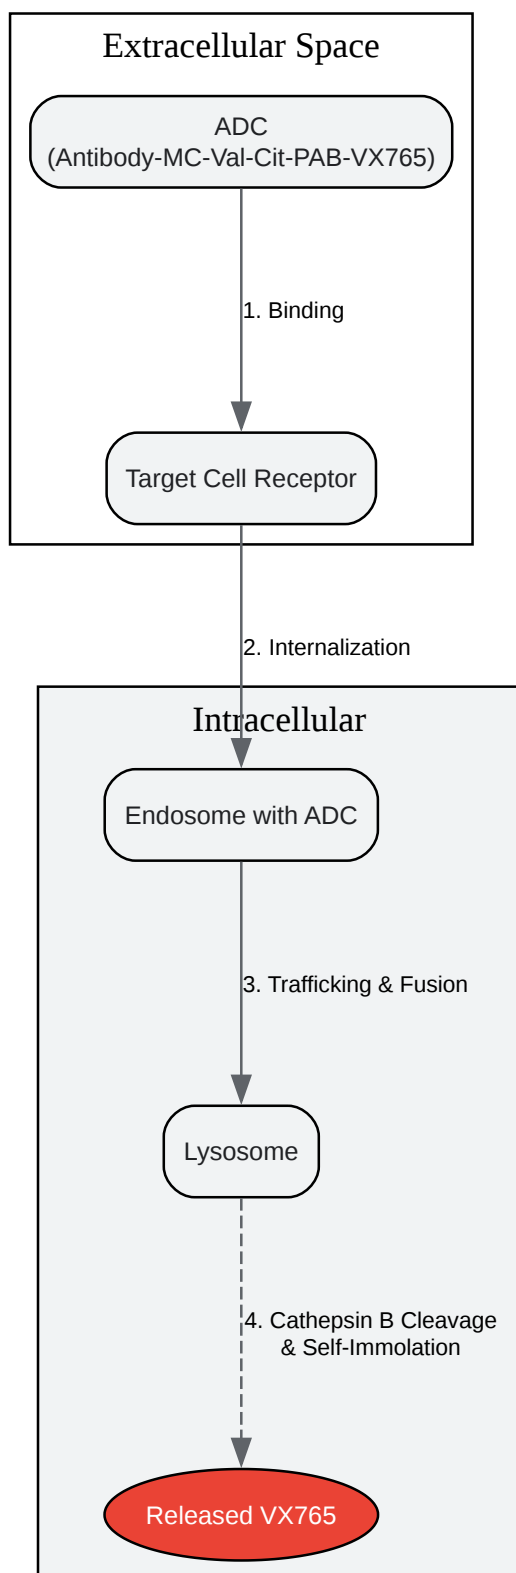 Extracellular Space
ADC
(Antibody-MC-Val-Cit-PAB-VX765)
1. Binding
Target Cell Receptor
2. Internalization
Intracellular
Endosome with ADC
3. Trafficking & Fusion
Lysosome
4. Cathepsin B Cleavage
& Self-Immolation
Released VX765